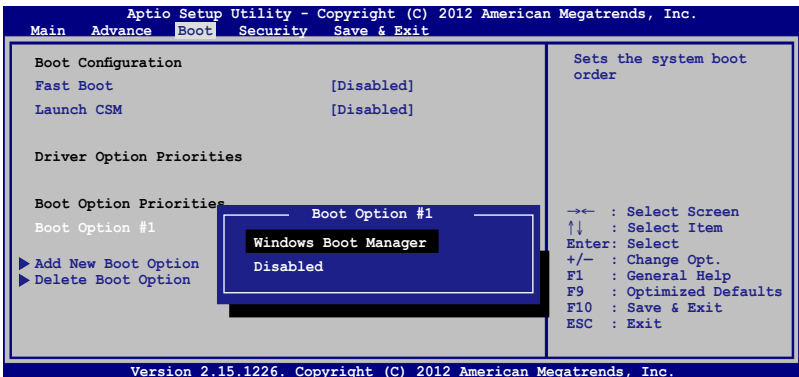 Aptio Setup Utility - Copyright (C) 2012 American Megatrends, Inc.
Main Advance Boot Security Save & Exit
Boot Configuration
Fast Boot [Disabled]
Launch CSM [Disabled]
Driver Option Priorities
Boot Option Priorities
Boot Option #1
Add New Boot Option
Delete Boot Option
Boot Option #1
Windows Boot Manager
Disabled
Sets the system boot
order
→← : Select Screen
↑↓ : Select Item
Enter: Select
+/— : Change Opt.
F1 : General Help
F9 : Optimized Defaults
F10 : Save & Exit
ESC : Exit
Version 2.15.1226. Copyright (C) 2012 American Megatrends, Inc.